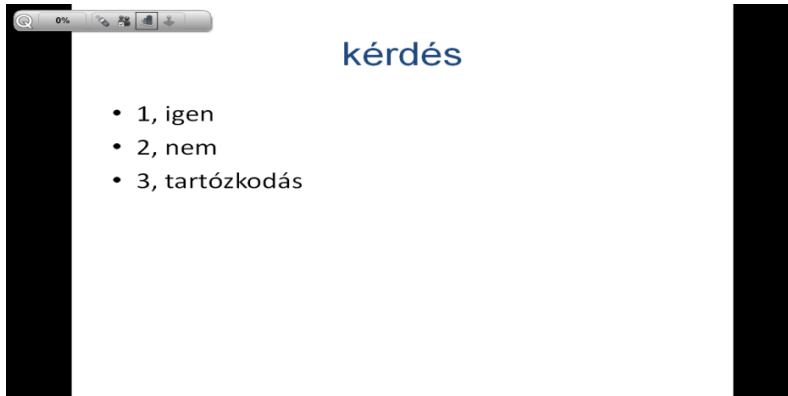 0%
kérdés
• 1, igen
• 2, nem
• 3, tartózkodás